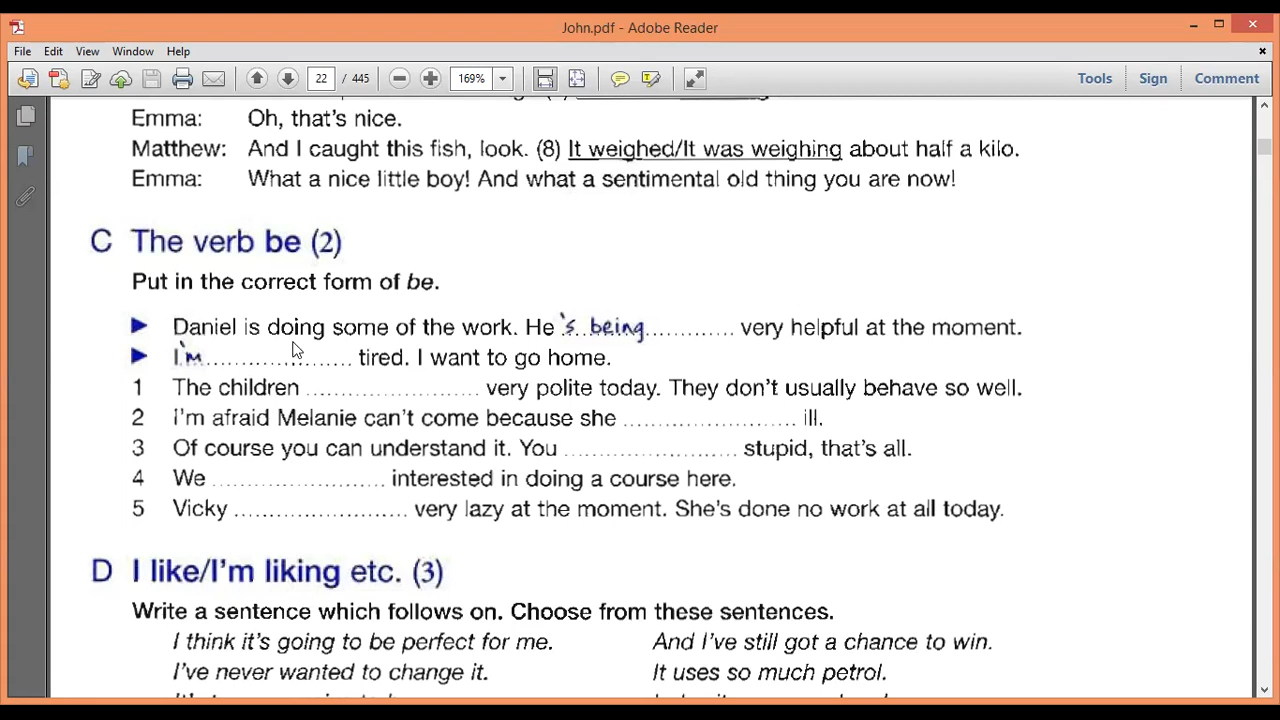 John.pdf - Adobe Reader
File Edit View Window Help
22 / 445 169% Tools Sign Comment
Emma: Oh, that's nice.
Matthew: And I caught this fish, look. (8) It weighed/It was weighing about half a kilo.
Emma: What a nice little boy! And what a sentimental old thing you are now!
C The verb be (2)
Put in the correct form of be.
Daniel is doing some of the work. He 's being very helpful at the moment.
I'm tired. I want to go home.
1 The children .......................... very polite today. They don't usually behave so well.
2 I'm afraid Melanie can't come because she .......................... ill.
3 Of course you can understand it. You .......................... stupid, that's all.
4 We .......................... interested in doing a course here.
5 Vicky .......................... very lazy at the moment. She's done no work at all today.
D I like/I'm liking etc. (3)
Write a sentence which follows on. Choose from these sentences.
I think it's going to be perfect for me. And I've still got a chance to win.
I've never wanted to change it. It uses so much petrol.